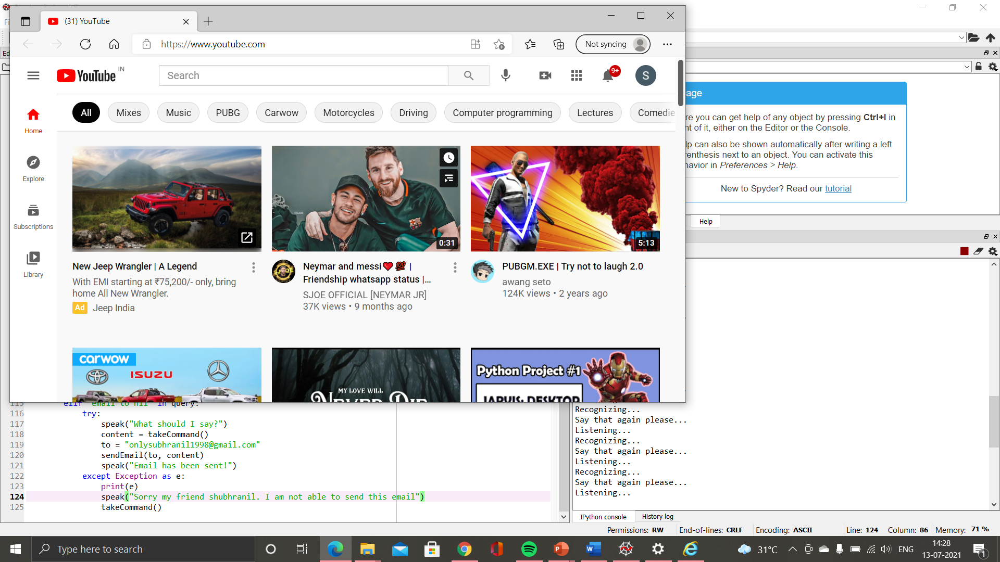 (31) YouTube
https://www.youtube.com
Not syncing
YouTube IN
Search
9+
S
All
Mixes
Music
PUBG
Carwow
Motorcycles
Driving
Computer programming
Lectures
Comedie
Home
Explore
Subscriptions
Library
0:31
5:13
New Jeep Wrangler | A Legend
With EMI starting at ₹75,200/- only, bring
home All New Wrangler.
Ad Jeep India
Neymar and messi❤️💯 |
Friendship whatsapp status |...
SJOE OFFICIAL [NEYMAR JR]
37K views • 9 months ago
PUBGM.EXE | Try not to laugh 2.0
awang seto
124K views • 2 years ago
carwow
ISUZU
MY LOVE WILL
NEVER DIE
Python Project #1
JARVIS: DESKTOP
age
re you can get help of any object by pressing Ctrl+I in
nt of it, either on the Editor or the Console.
lp can also be shown automatically after writing a left
renthesis next to an object. You can activate this
havior in Preferences > Help.
New to Spyder? Read our tutorial
Help
115 elif "email to nil" in query:
116 try:
117 speak("What should I say?")
118 content = takeCommand()
119 to = "onlysubhranil1998@gmail.com"
120 sendEmail(to, content)
121 speak("Email has been sent!")
122 except Exception as e:
123 print(e)
124 speak("Sorry my friend shubhranil. I am not able to send this email")
125 takeCommand()
Recognizing...
Say that again please...
Listening...
Recognizing...
Say that again please...
Listening...
Recognizing...
Say that again please...
Listening...
IPython console
History log
Permissions: RW
End-of-lines: CRLF
Encoding: ASCII
Line: 124
Column: 86
Memory: 71 %
Type here to search
31°C
ENG
14:28
13-07-2021
1